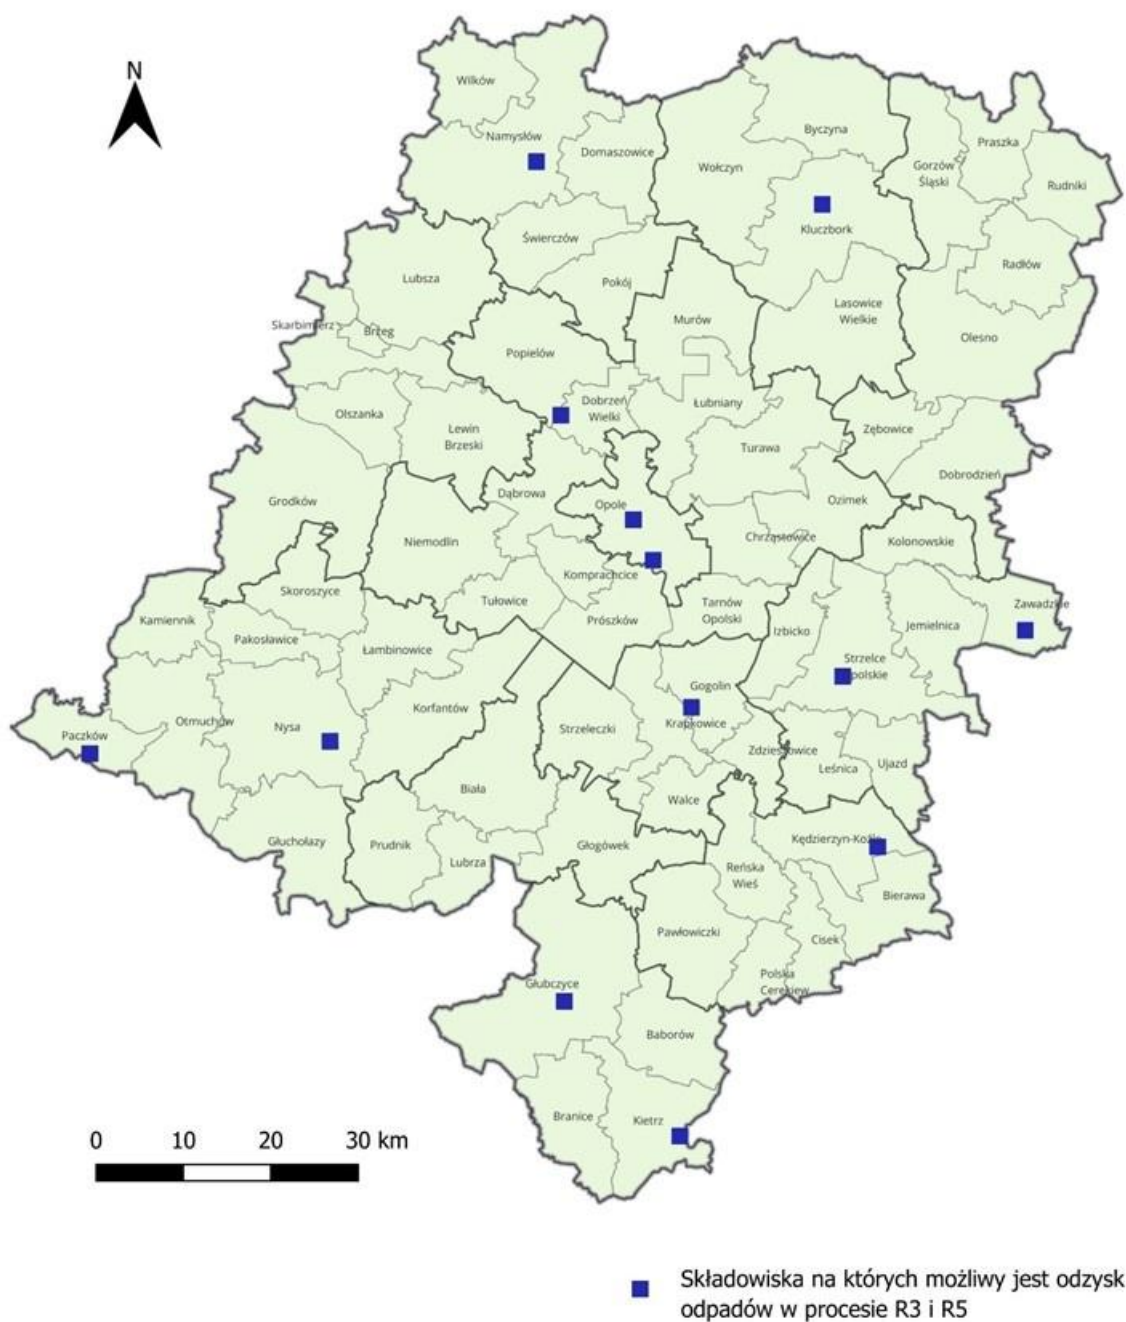 N
Wilków
Namysłów
Domaszowice
Byczyna
Wołczyn
Praszka
Gorzów
Śląski
Rudniki
Kluczbork
Świerczów
Radłów
Lubsza
Pokój
Lasowice
Wielkie
Skarbimierz
Brzeg
Murów
Olesno
Popielów
Dobrzeń
Wielki
Łubniany
Olszanka
Lewin
Brzeski
Zębowice
Turawa
Dobrodzień
Grodków
Dąbrowa
Opole
Ozimek
Niemodlin
Chrząstowice
Kolonowskie
Komprachcice
Skoroszyce
Tułowice
Tarnów
Opolski
Zawadzkie
Kamiennik
Prószków
Izbicko
Jemielnica
Pakosławice
Łambinowice
Strzelce
Opolskie
Gogolin
Korfantów
Otmuchów
Nysa
Strzeleczki
Krapkowice
Paczków
Zdzieszowice
Leśnica
Ujazd
Biała
Walce
Głuchołazy
Prudnik
Lubrza
Głogówek
Kędzierzyn-Koźle
Reńska
Wieś
Bierawa
Pawłowiczki
Cisek
Polska
Cerekiew
Głubczyce
Baborów
Branice
Kietrz
0 10 20 30 km
Składowiska na których możliwy jest odzysk
odpadów w procesie R3 i R5